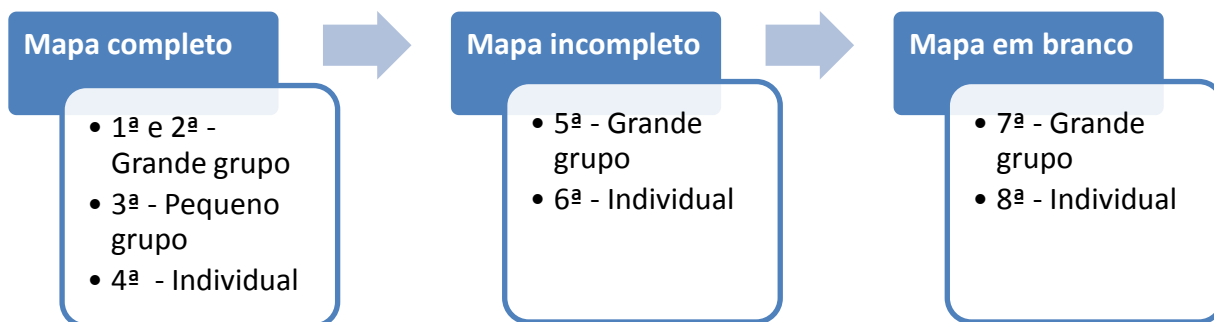 Mapa completo
• 1ª e 2ª -
Grande grupo
• 3ª - Pequeno
grupo
• 4ª - Individual
Mapa incompleto
• 5ª - Grande
grupo
• 6ª - Individual
Mapa em branco
• 7ª - Grande
grupo
• 8ª - Individual